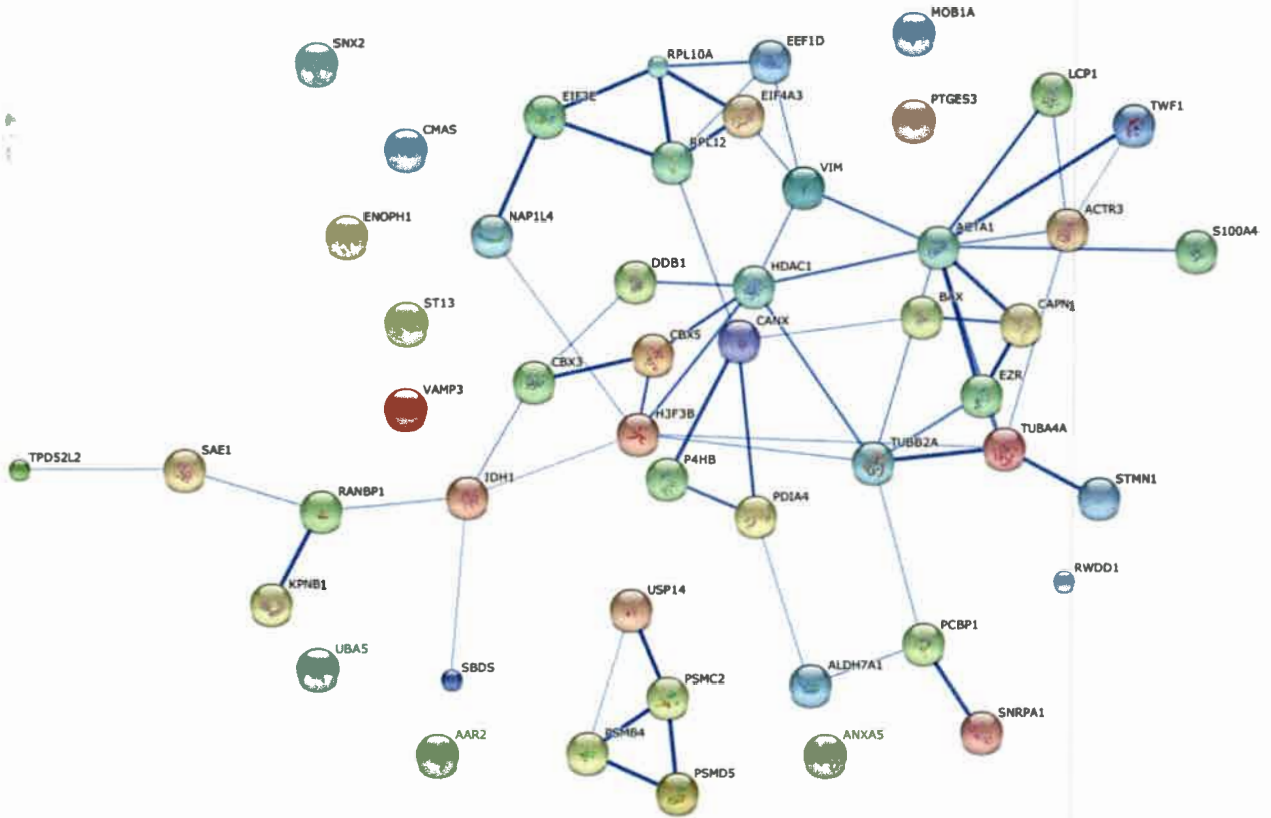 MOB1A
SNX2
EEF1D
RPL10A
LCP1
EIF3E
EIF4A3
PTGES3
TWF1
CMAS
RPL12
VIM
ENOPH1
NAP1L4
ACTR3
S100A4
DDB1
HDAC1
ST13
BAX
CAPN1
CANX
CBX5
CBX3
EZR
VAMP3
H3F3B
TUBA4A
TUBB2A
TPD52L2
SAE1
P4HB
IDH1
STMN1
RANBP1
PDIA4
RWDD1
KPNB1
USP14
PCBP1
UBA5
SBDS
ALDH7A1
PSMC2
SNRPA1
AAR2
PSMB4
ANXA5
PSMD5